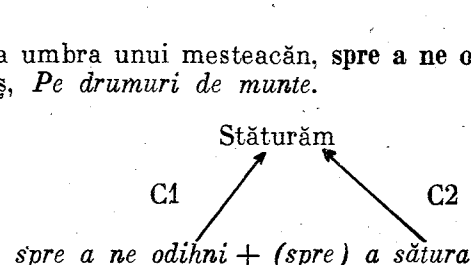 a umbra unui mesteacăn, spre a ne o
ș, Pe drumuri de munte.
Stăturăm
C1 C2
spre a ne odihni + (spre) a sătura